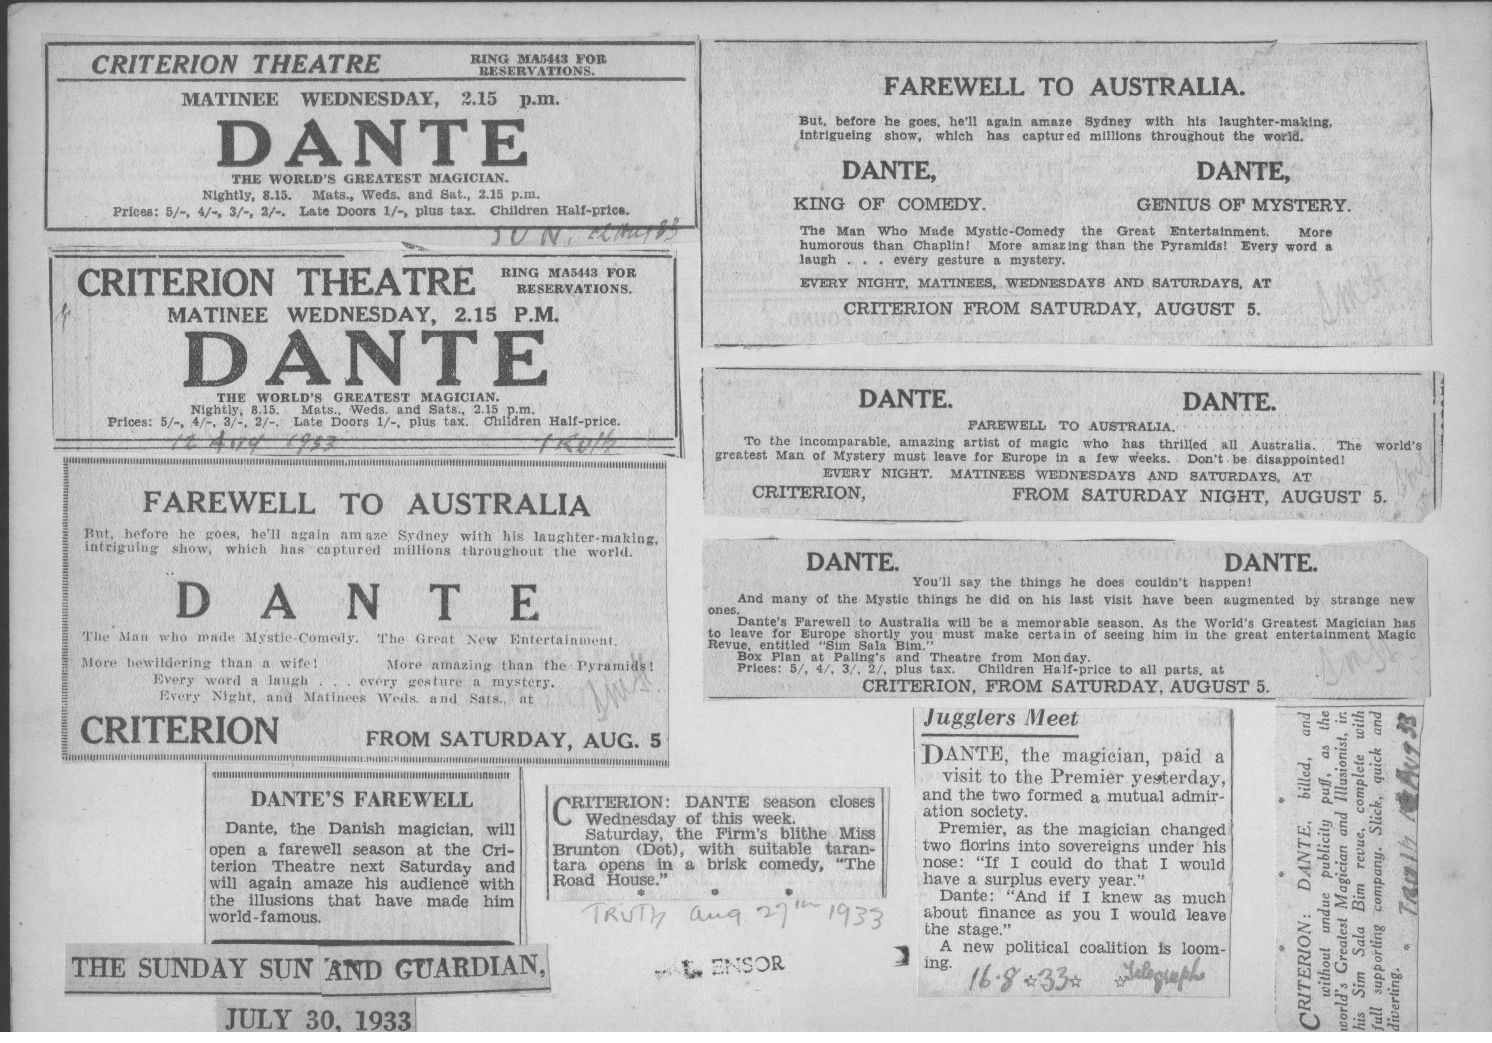 CRITERION THEATRE
RING MA5443 FOR
RESERVATIONS.
MATINEE WEDNESDAY, 2.15 p.m.
DANTE
THE WORLD'S GREATEST MAGICIAN.
Nightly, 8.15. Mats., Weds. and Sat., 2.15 p.m.
Prices: 5/-, 4/-, 3/-, 2/-. Late Doors 1/-, plus tax. Children Half-price.
SUN. 12 Aug 33
CRITERION THEATRE
RING MA5443 FOR
RESERVATIONS.
MATINEE WEDNESDAY, 2.15 P.M.
DANTE
THE WORLD'S GREATEST MAGICIAN.
Nightly, 8.15. Mats., Weds. and Sats., 2.15 p.m.
Prices: 5/-, 4/-, 3/-, 2/-. Late Doors 1/-, plus tax. Children Half-price.
12 Aug 1933 Truth
FAREWELL TO AUSTRALIA
But, before he goes, he'll again amaze Sydney with his laughter-making,
intriguing show, which has captured millions throughout the world.
DANTE
The Man who made Mystic-Comedy. The Great New Entertainment.
More bewildering than a wife! More amazing than the Pyramids!
Every word a laugh . . . every gesture a mystery.
Every Night, and Matinees Weds. and Sats., at
CRITERION FROM SATURDAY, AUG. 5
DANTE'S FAREWELL
Dante, the Danish magician, will
open a farewell season at the Cri-
terion Theatre next Saturday and
will again amaze his audience with
the illusions that have made him
world-famous.
THE SUNDAY SUN AND GUARDIAN,
JULY 30, 1933
CRITERION: DANTE season closes
Wednesday of this week.
Saturday, the Firm's blithe Miss
Brunton (Dot), with suitable taran-
tara opens in a brisk comedy, "The
Road House."
* * *
TRUTH Aug 27th 1933
ENSOR
FAREWELL TO AUSTRALIA.
But, before he goes, he'll again amaze Sydney with his laughter-making,
intrigueing show, which has captured millions throughout the world.
DANTE, DANTE,
KING OF COMEDY. GENIUS OF MYSTERY.
The Man Who Made Mystic-Comedy the Great Entertainment. More
humorous than Chaplin! More amazing than the Pyramids! Every word a
laugh . . . every gesture a mystery.
EVERY NIGHT, MATINEES, WEDNESDAYS AND SATURDAYS, AT
CRITERION FROM SATURDAY, AUGUST 5.
DANTE. DANTE.
FAREWELL TO AUSTRALIA.
To the incomparable, amazing artist of magic who has thrilled all Australia. The world's
greatest Man of Mystery must leave for Europe in a few weeks. Don't be disappointed!
EVERY NIGHT. MATINEES WEDNESDAYS AND SATURDAYS, AT
CRITERION, FROM SATURDAY NIGHT, AUGUST 5.
DANTE. DANTE.
You'll say the things he does couldn't happen!
And many of the Mystic things he did on his last visit have been augmented by strange new
ones.
Dante's Farewell to Australia will be a memorable season. As the World's Greatest Magician has
to leave for Europe shortly you must make certain of seeing him in the great entertainment Magic
Revue, entitled "Sim Sala Bim."
Box Plan at Paling's and Theatre from Monday.
Prices: 5/, 4/, 3/, 2/, plus tax. Children Half-price to all parts, at
CRITERION, FROM SATURDAY, AUGUST 5.
Jugglers Meet
DANTE, the magician, paid a
visit to the Premier yesterday,
and the two formed a mutual admir-
ation society.
Premier, as the magician changed
two florins into sovereigns under his
nose: "If I could do that I would
have a surplus every year."
Dante: "And if I knew as much
about finance as you I would leave
the stage."
A new political coalition is loom-
ing.
16-8-33 Telegraph
* * *
CRITERION: DANTE, billed, and
without undue publicity puff, as the
world's Greatest Magician and Illusionist, in
his Sim Sala Bim revue, complete with
full supporting company. Slick, quick and
diverting.
* Truth Aug 33